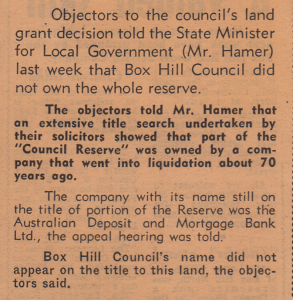 Objectors to the council's land
grant decision told the State Minister
for Local Government (Mr. Hamer)
last week that Box Hill Council did
not own the whole reserve.
The objectors told Mr. Hamer that
an extensive title search undertaken by
their solicitors showed that part of the
"Council Reserve" was owned by a com-
pany that went into liquidation about 70
years ago.
The company with its name still on
the title of portion of the Reserve was the
Australian Deposit and Mortgage Bank
Ltd., the appeal hearing was told.
Box Hill Council's name did not
appear on the title to this land, the objec-
tors said.